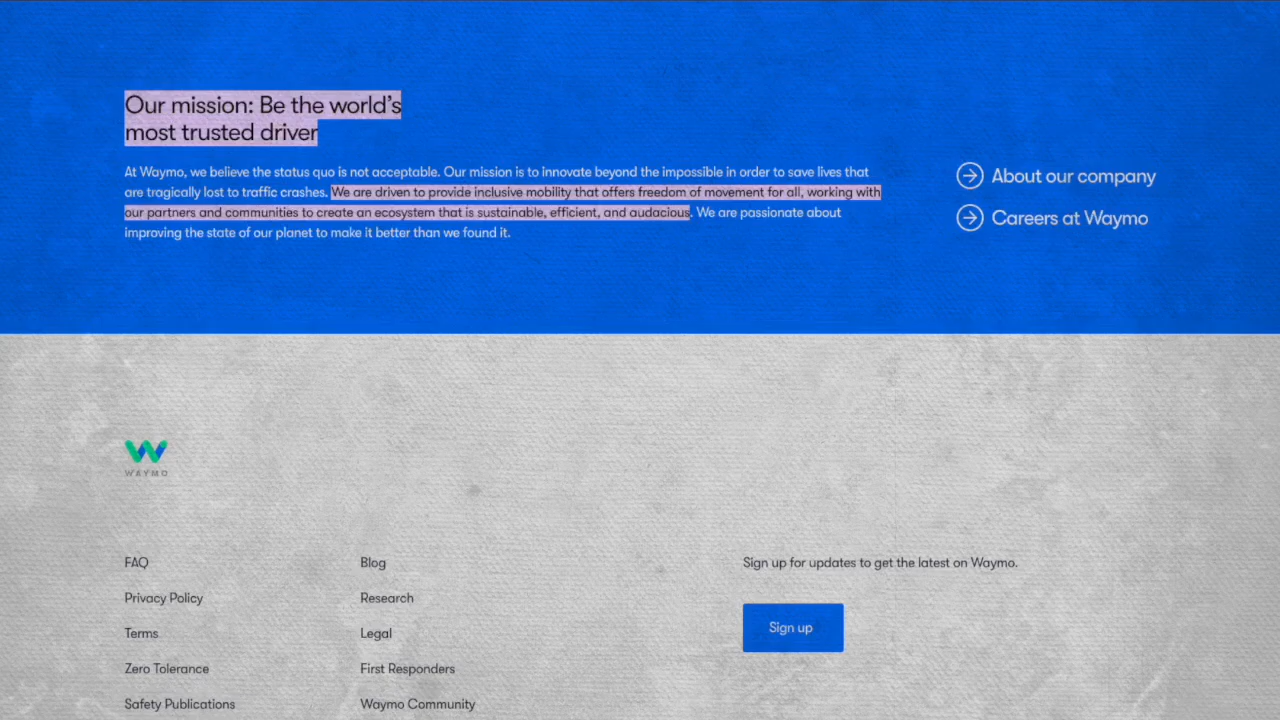 Our mission: Be the world’s
most trusted driver
At Waymo, we believe the status quo is not acceptable. Our mission is to innovate beyond the impossible in order to save lives that
are tragically lost to traffic crashes. We are driven to provide inclusive mobility that offers freedom of movement for all, working with
our partners and communities to create an ecosystem that is sustainable, efficient, and audacious. We are passionate about
improving the state of our planet to make it better than we found it.
About our company
Careers at Waymo
WAYMO
FAQ
Privacy Policy
Terms
Zero Tolerance
Safety Publications
Blog
Research
Legal
First Responders
Waymo Community
Sign up for updates to get the latest on Waymo.
Sign up